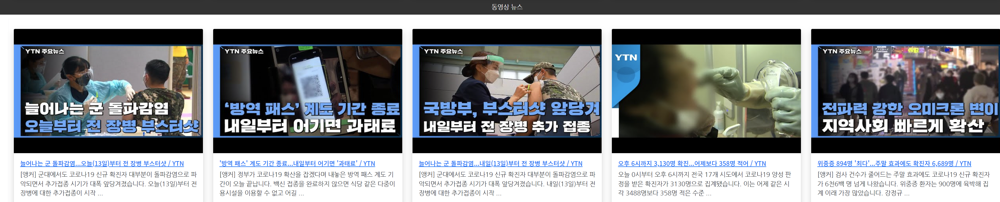 동영상 뉴스
YTN 주요뉴스
늘어나는 군 돌파감염
오늘부터 전 장병 부스터샷
늘어나는 군 돌파감염...오늘(13일)부터 전 장병 부스터샷 / YTN
[앵커] 군대에서도 코로나19 신규 확진자 대부분이 돌파감염으로 파
악되면서 추가접종 시기가 대폭 앞당겨졌습니다. 오늘(13일)부터 전
장병에 대한 추가접종이 시작 ...
YTN 주요뉴스
'방역 패스' 계도 기간 종료
내일부터 어기면 과태료
'방역 패스' 계도 기간 종료...내일부터 어기면 '과태료' / YTN
[앵커] 정부가 코로나19 확산을 잡겠다며 내놓은 방역 패스 계도 기
간이 오늘 끝납니다. 백신 접종을 완료하지 않으면 식당 같은 다중이
용시설을 이용할 수 없고 어길 ...
YTN 주요뉴스
국방부, 부스터샷 앞당겨
내일부터 전 장병 추가 접종
늘어나는 군 돌파감염...내일(13일)부터 전 장병 부스터샷 / YTN
[앵커] 군대에서도 코로나19 신규 확진자 대부분이 돌파감염으로 파
악되면서 추가접종 시기가 대폭 앞당겨졌습니다. 내일(13일)부터 전
장병에 대한 추가접종이 시작 ...
YTN
오후 6시까지 3,130명 확진...어제보다 358명 적어 / YTN
오늘 0시부터 오후 6시까지 전국 17개 시도에서 코로나19 양성 판
정을 받은 확진자가 3130명으로 집계됐습니다. 이는 어제 같은 시
각 3488명보다 358명 적은 수준 ...
YTN 주요뉴스
전파력 강한 오미크론 변이
지역사회 빠르게 확산
위중증 894명 '최다'...주말 효과에도 확진자 6,689명 / YTN
[앵커] 검사 건수가 줄어드는 주말 효과에도 코로나19 신규 확진자
가 6천6백 명 넘게 나왔습니다. 위중증 환자는 900명에 육박해 집
계 이래 가장 많았습니다. 강정규 ...